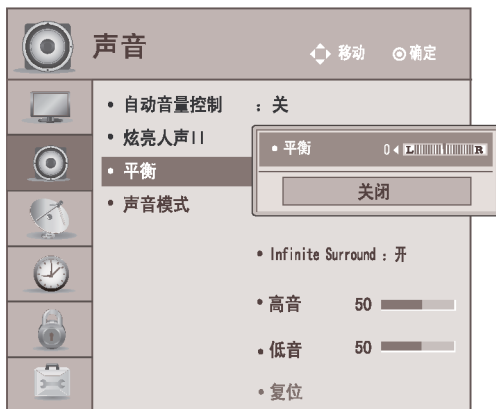 声音
移动 ◎确定
• 自动音量控制 : 关
• 炫亮人声II
• 平衡
• 平衡 0 L R
关闭
• 声音模式
• Infinite Surround : 开
• 高音 50
• 低音 50
• 复位